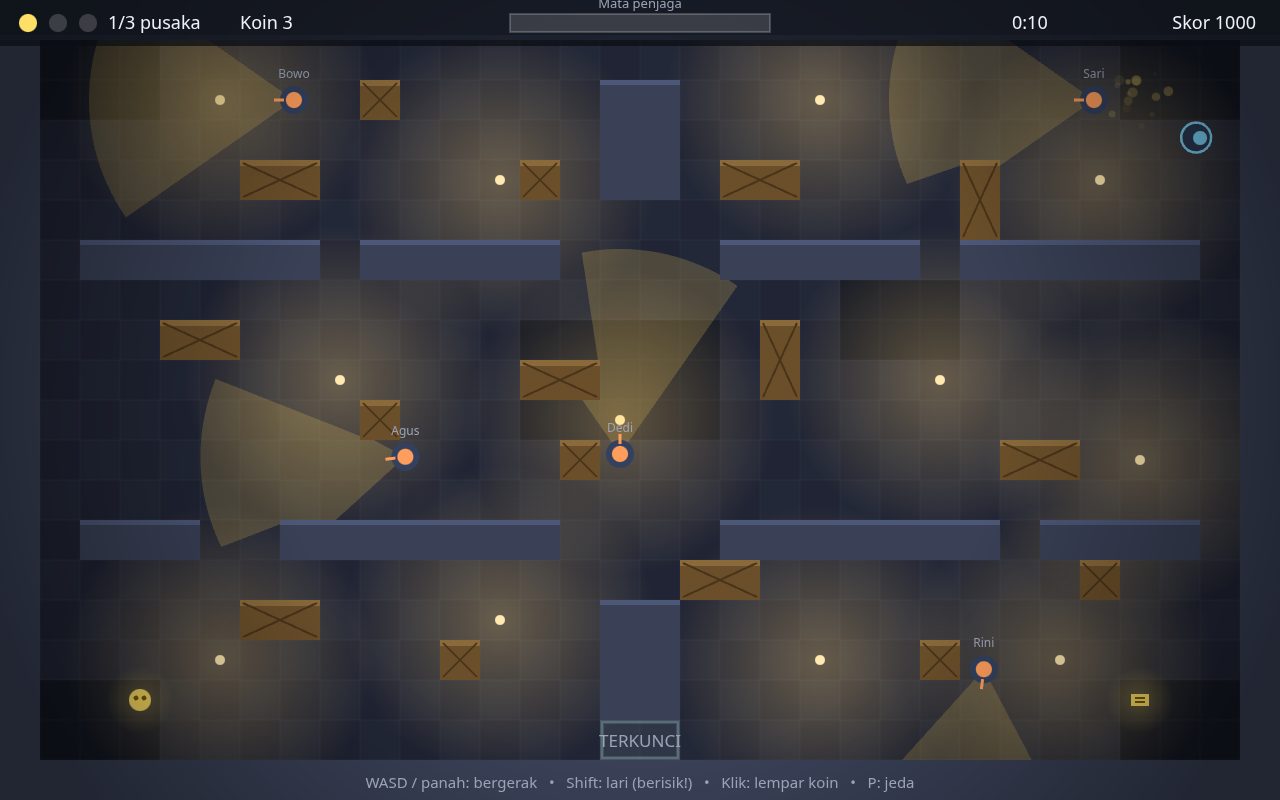 Mata penjaga
1/3 pusaka
Koin 3
0:10
Skor 1000
Bowo
Sari
Agus
Dedi
Rini
TERKUNCI
WASD / panah: bergerak • Shift: lari (berisik!) • Klik: lempar koin • P: jeda